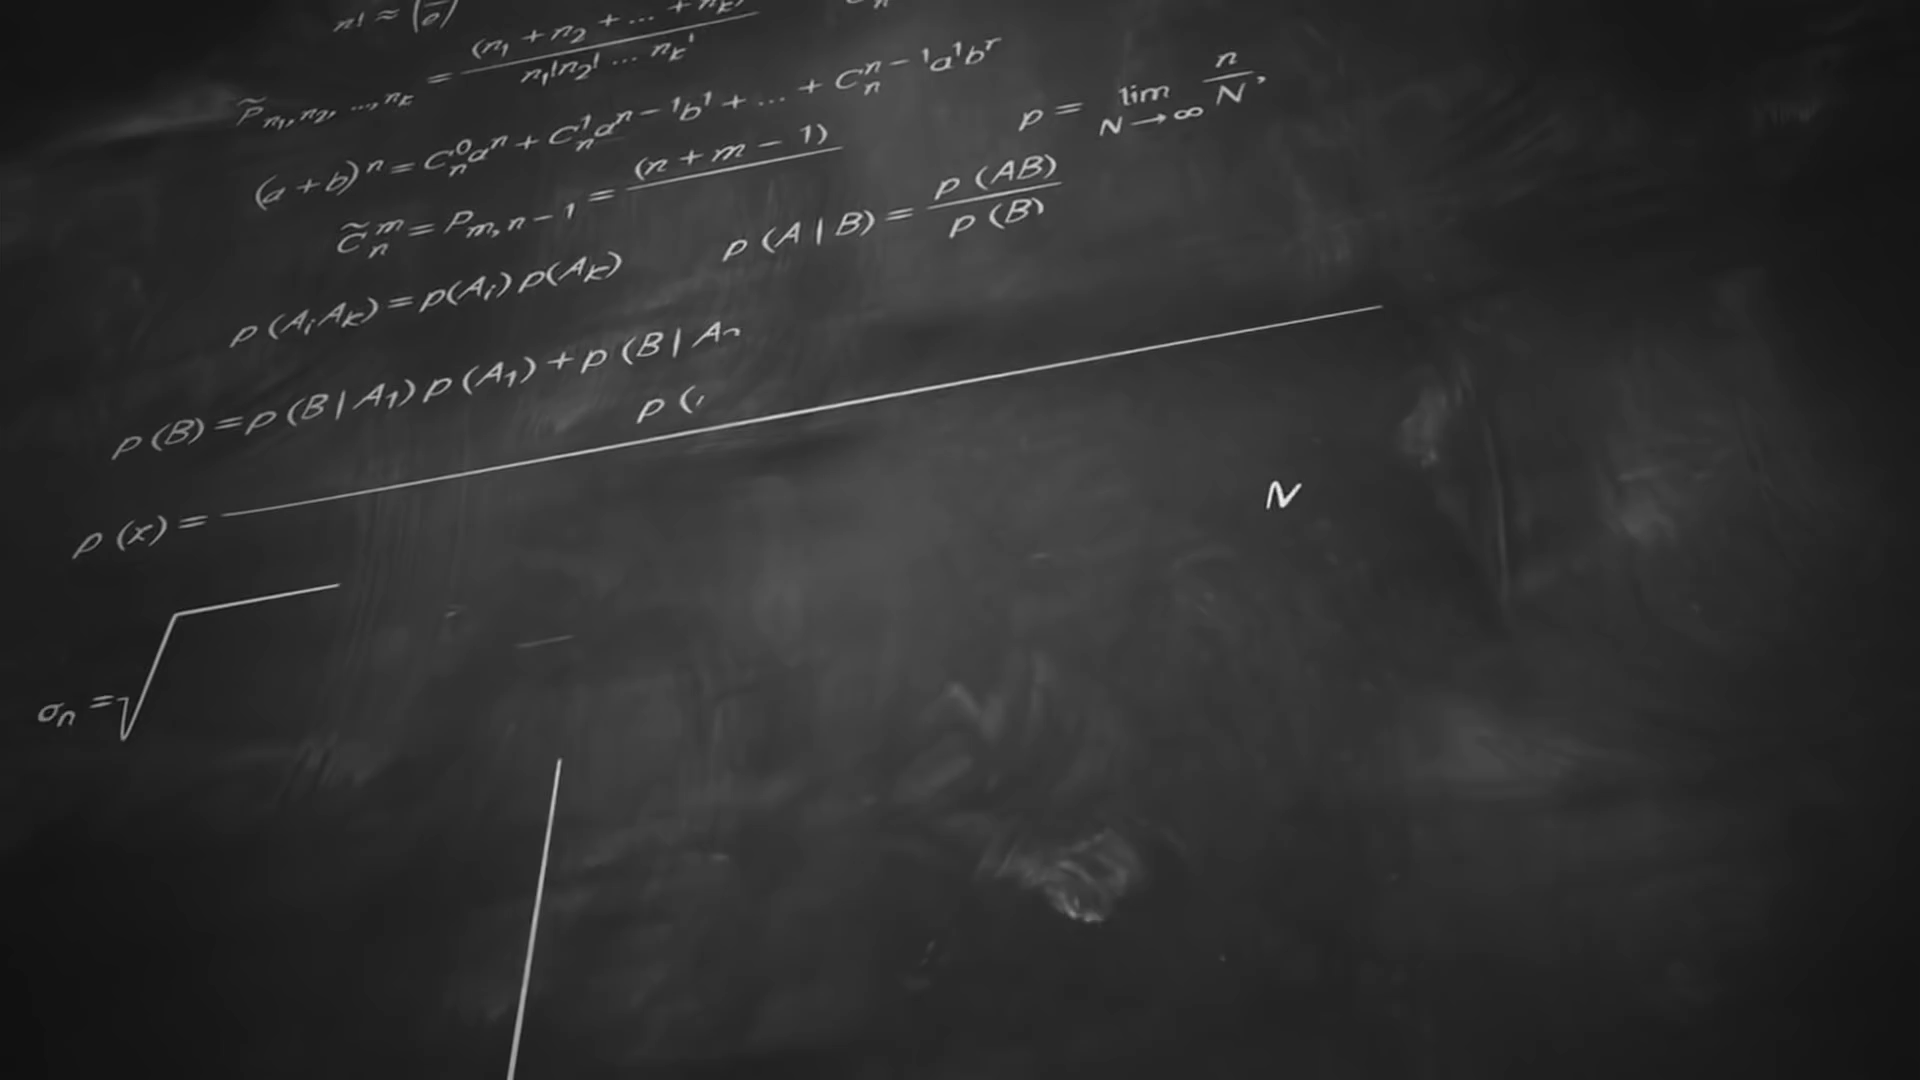 n! ≈ (
P̃n₁, n₂, ..., nₖ = (n₁ + n₂ + ... + nₖ) / n₁!n₂! ... nₖ!
(a + b)ⁿ = Cₙ⁰aⁿ + Cₙ¹aⁿ⁻¹b¹ + ... + Cₙⁿ⁻¹a¹bʳ
p = lim N→∞ n/N,
C̃ₙᵐ = Pm, n-1 = (n + m - 1)
p (A | B) = p (AB) / p (B)
p (AᵢAₖ) = p(Aᵢ) p(Aₖ)
p (B) = p (B | A₁) p (A₁) + p (B | A
p (
p (x) =
N
σₙ = √